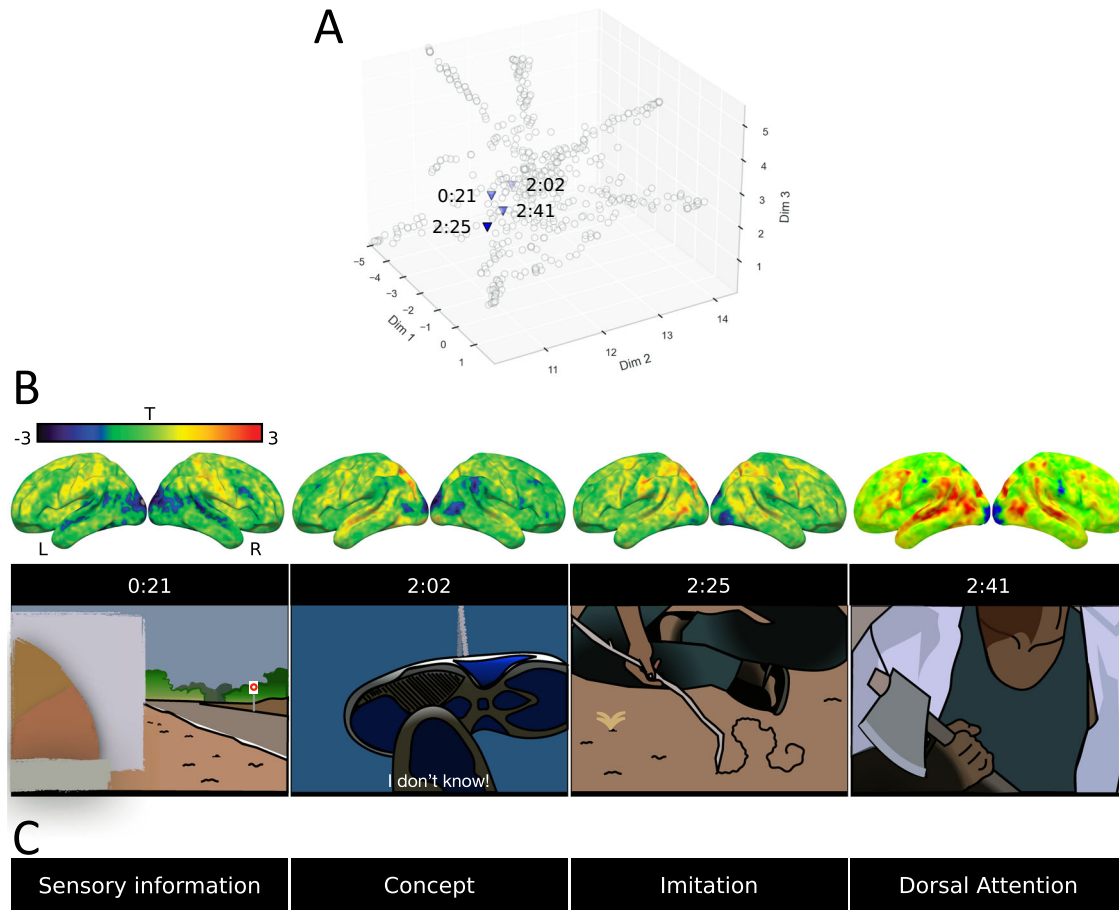 A
0:21
2:02
2:25
2:41
5
4
3
2
1
Dim 3
−5
−4
−3
−2
−1
0
1
Dim 1
11
12
13
14
Dim 2
B
T
-3
3
L
R
0:21
2:02
2:25
2:41
I don't know!
C
Sensory information
Concept
Imitation
Dorsal Attention